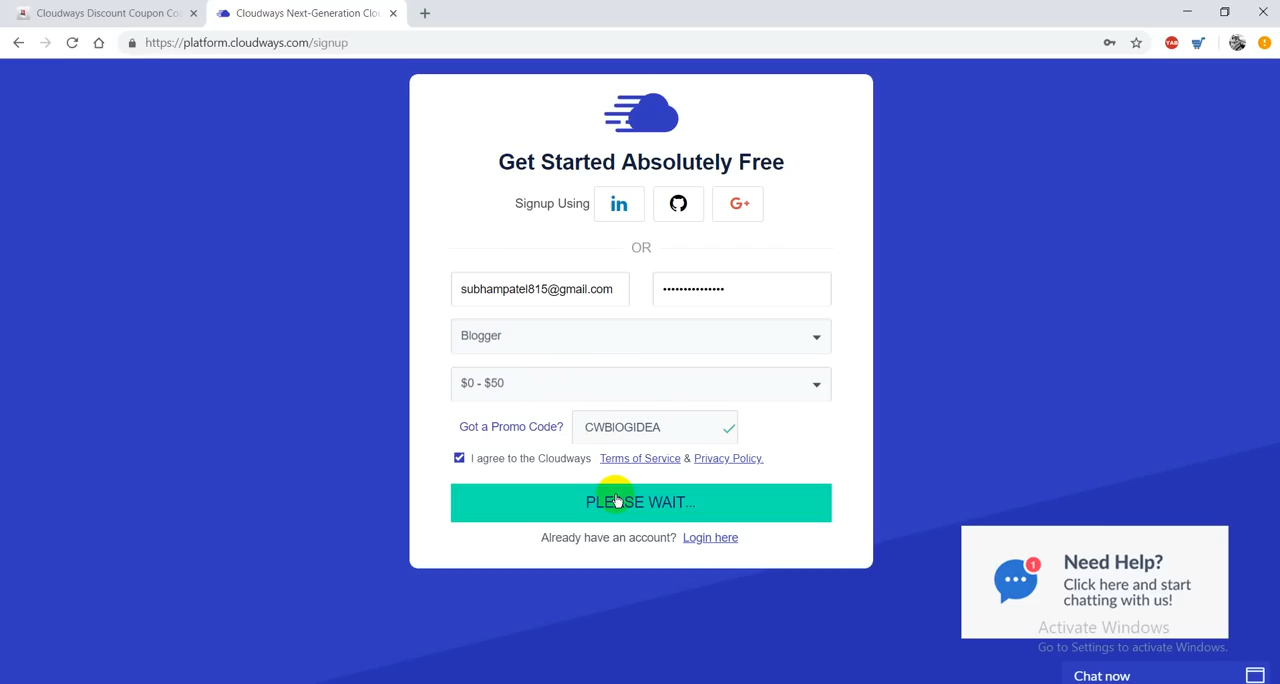 Cloudways Discount Coupon Co
Cloudways Next-Generation Clo
https://platform.cloudways.com/signup
Get Started Absolutely Free
Signup Using in G+
OR
subhampatel815@gmail.com •••••••••••••••
Blogger
$0 - $50
Got a Promo Code? CWBIOGIDEA
I agree to the Cloudways Terms of Service & Privacy Policy.
PLEASE WAIT...
Already have an account? Login here
1
Need Help?
Click here and start
chatting with us!
Activate Windows
Go to Settings to activate Windows.
Chat now